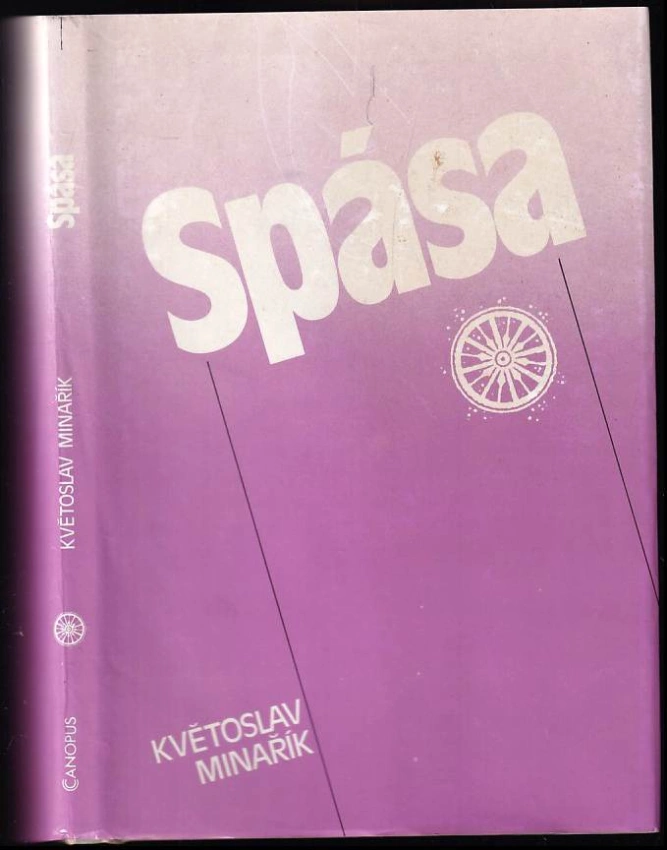 Spása
KVĚTOSLAV
MINAŘÍK
Spása
KVĚTOSLAV MINAŘÍK
CANOPUS